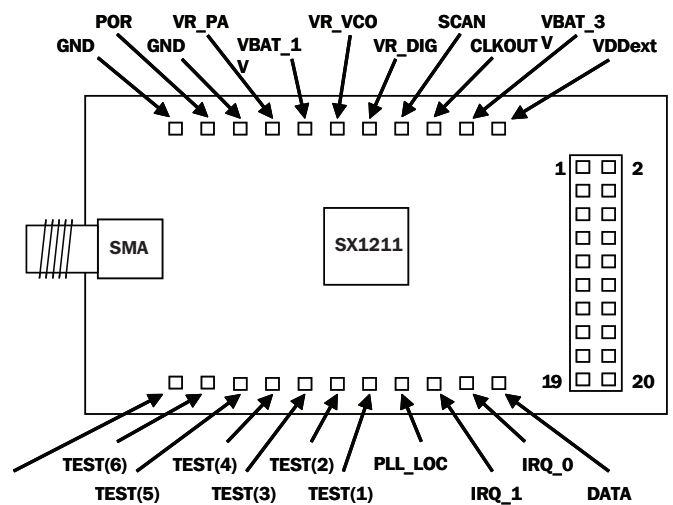 POR VR_PA VR_VCO SCAN VBAT_3
GND GND VBAT_1 VR_DIG CLKOUT V VDDext
V
1 2
SMA SX1211
19 20
TEST(6) TEST(4) TEST(2) PLL_LOC IRQ_0
TEST(5) TEST(3) TEST(1) IRQ_1 DATA